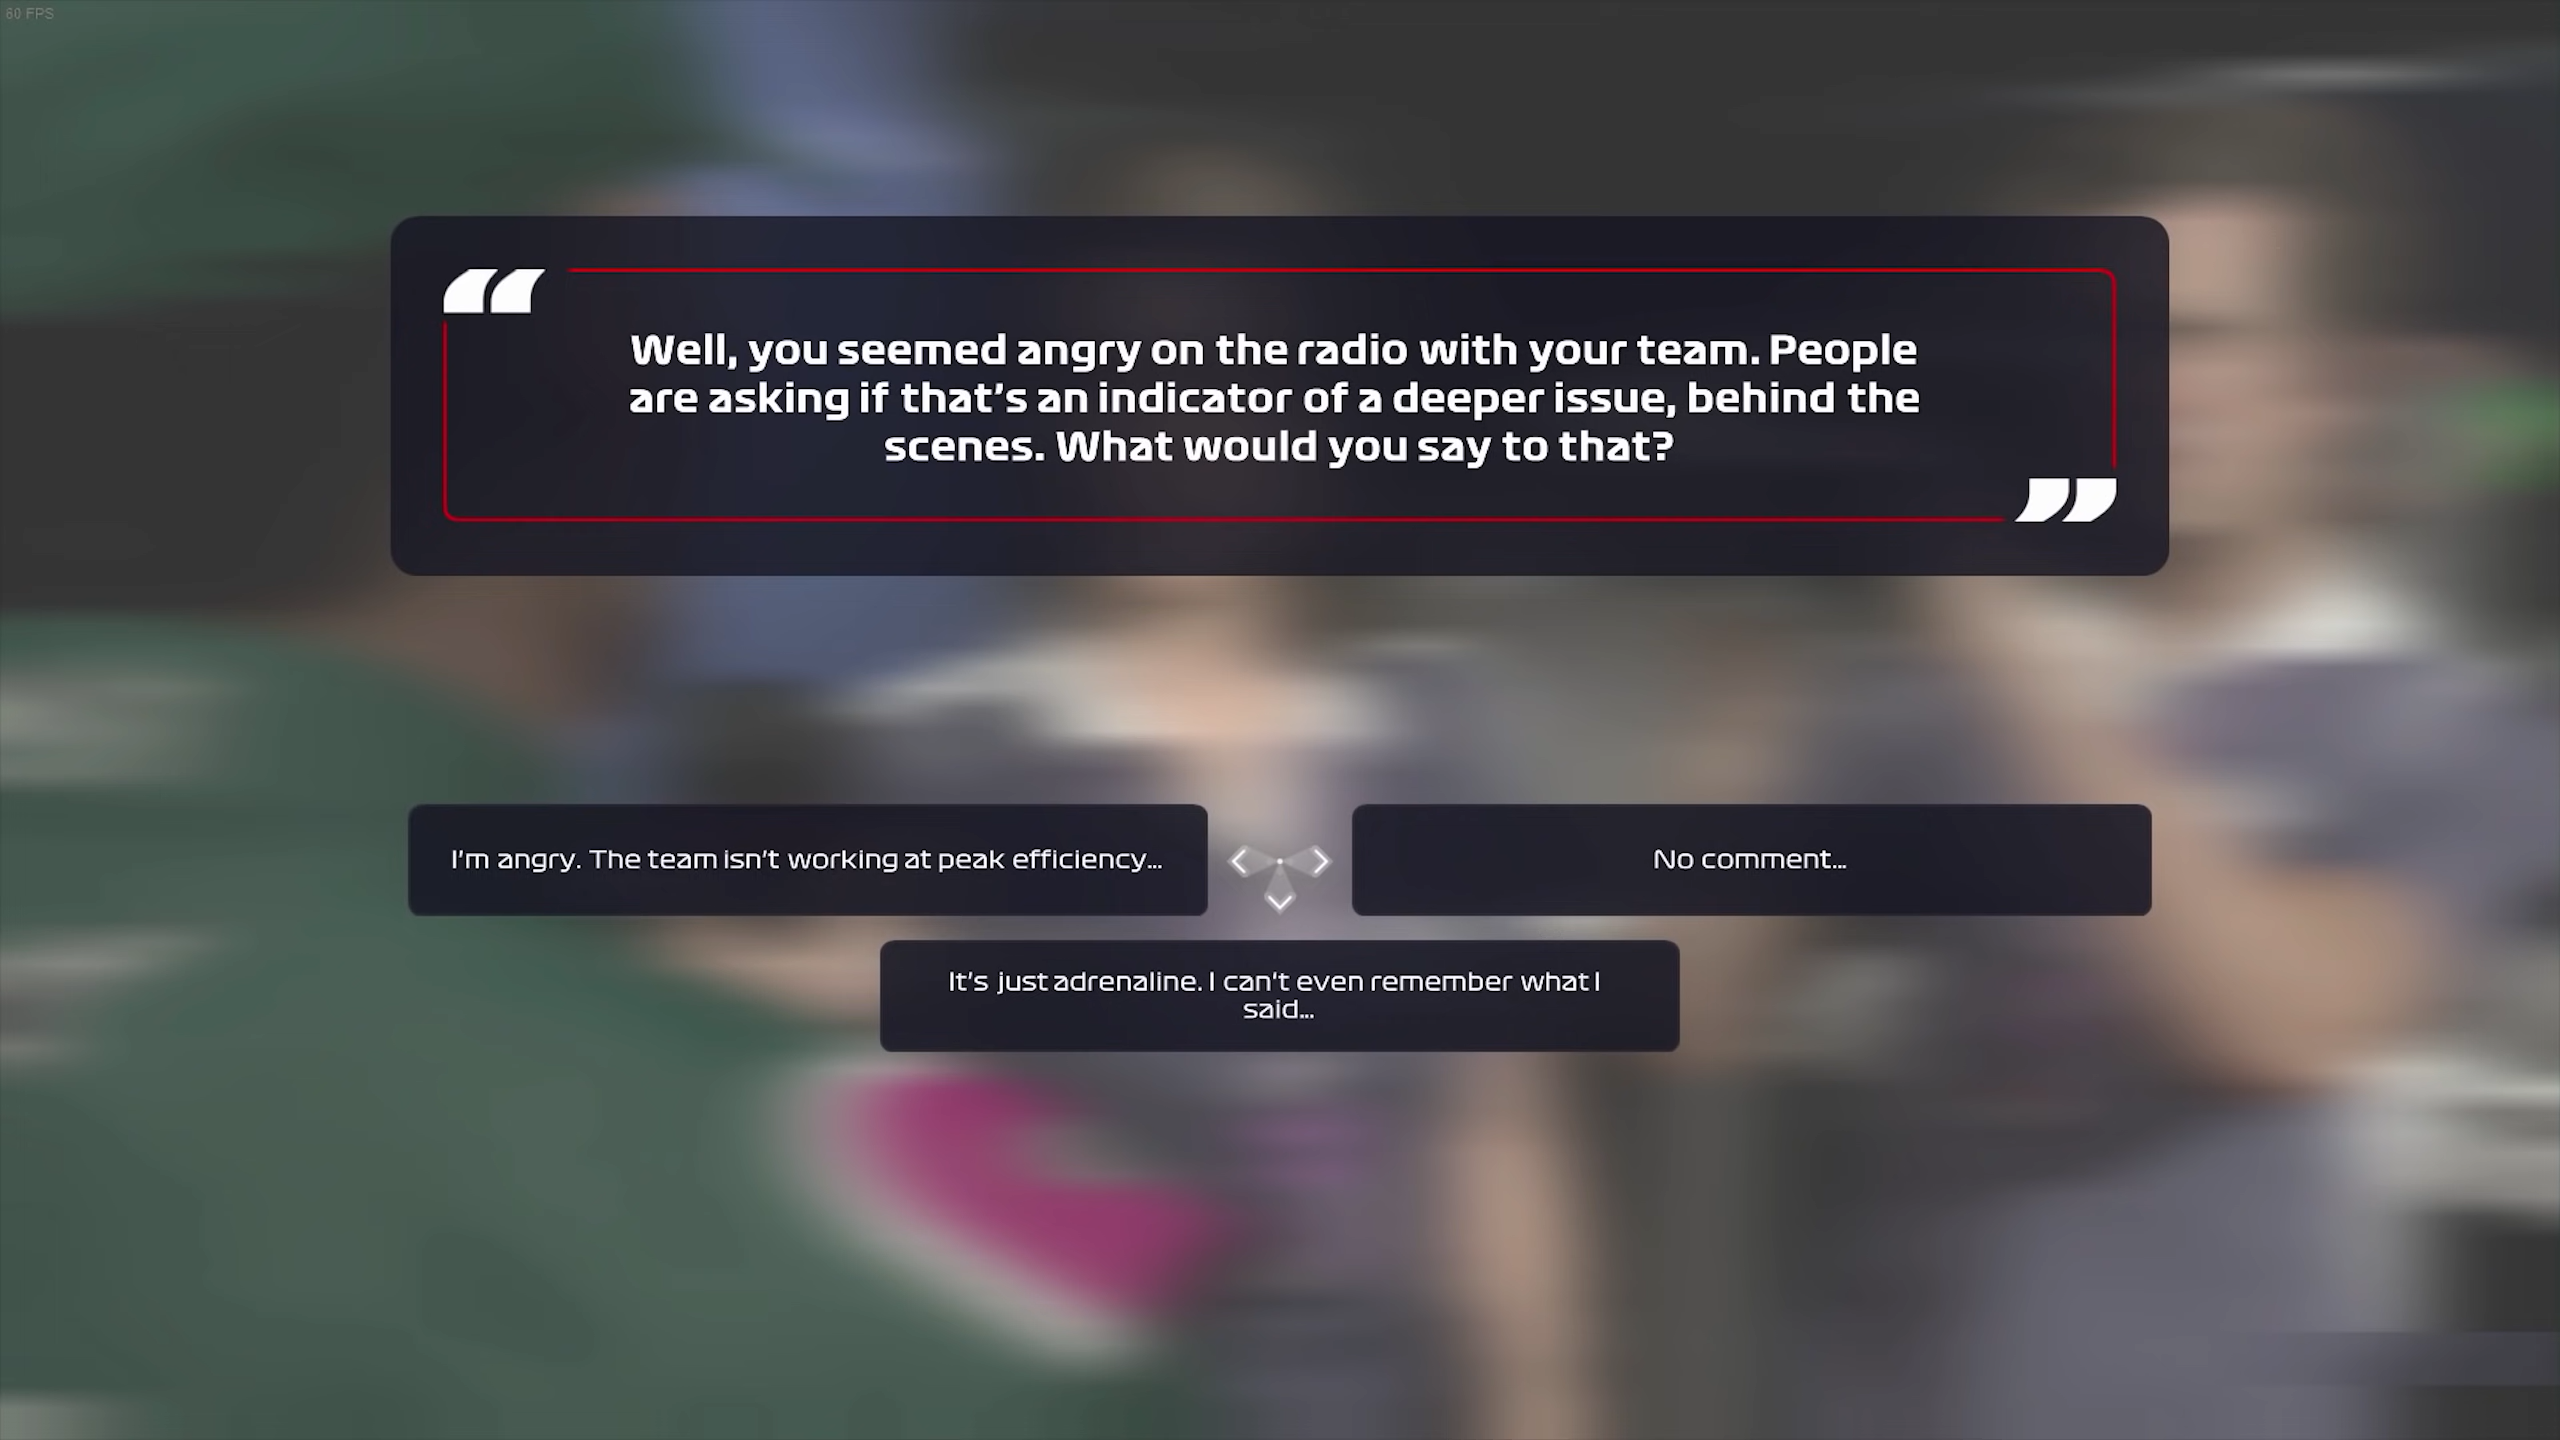 60 FPS
Well, you seemed angry on the radio with your team. People
are asking if that's an indicator of a deeper issue, behind the
scenes. What would you say to that?
I'm angry. The team isn't working at peak efficiency...
No comment...
It's just adrenaline. I can't even remember what I
said...